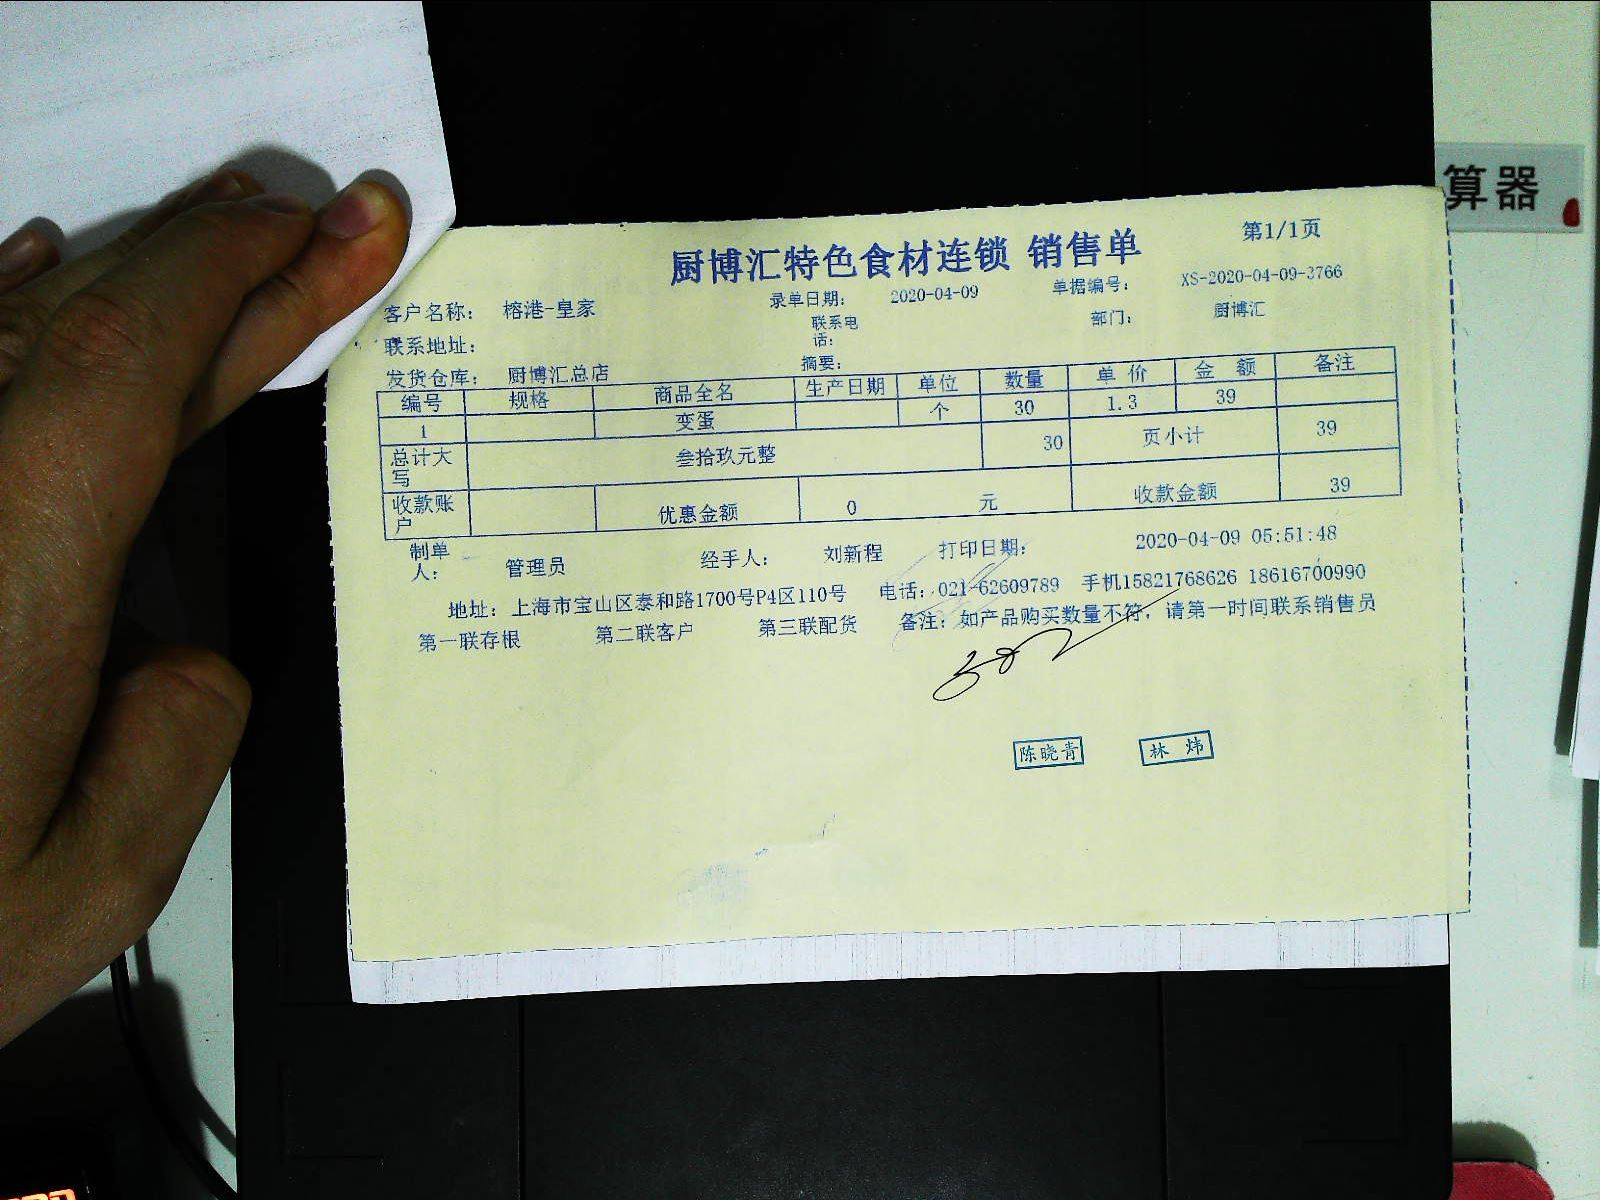 算器
第1/1页
厨博汇特色食材连锁 销售单
客户名称： 榕港-皇家 录单日期： 2020-04-09 单据编号： XS-2020-04-09-3766
联系地址： 联系电话： 部门： 厨博汇
发货仓库： 厨博汇总店 摘要：
编号 规格 商品全名 生产日期 单位 数量 单价 金额 备注
1 变蛋 个 30 1.3 39
总计大写 叁拾玖元整 30 页小计 39
收款账户 优惠金额 0 元 收款金额 39
制单人： 管理员 经手人： 刘新程 打印日期： 2020-04-09 05:51:48
地址：上海市宝山区泰和路1700号P4区110号 电话：021-62609789 手机15821768626 18616700990
第一联存根 第二联客户 第三联配货 备注：如产品购买数量不符，请第一时间联系销售员
陈晓青 林炜